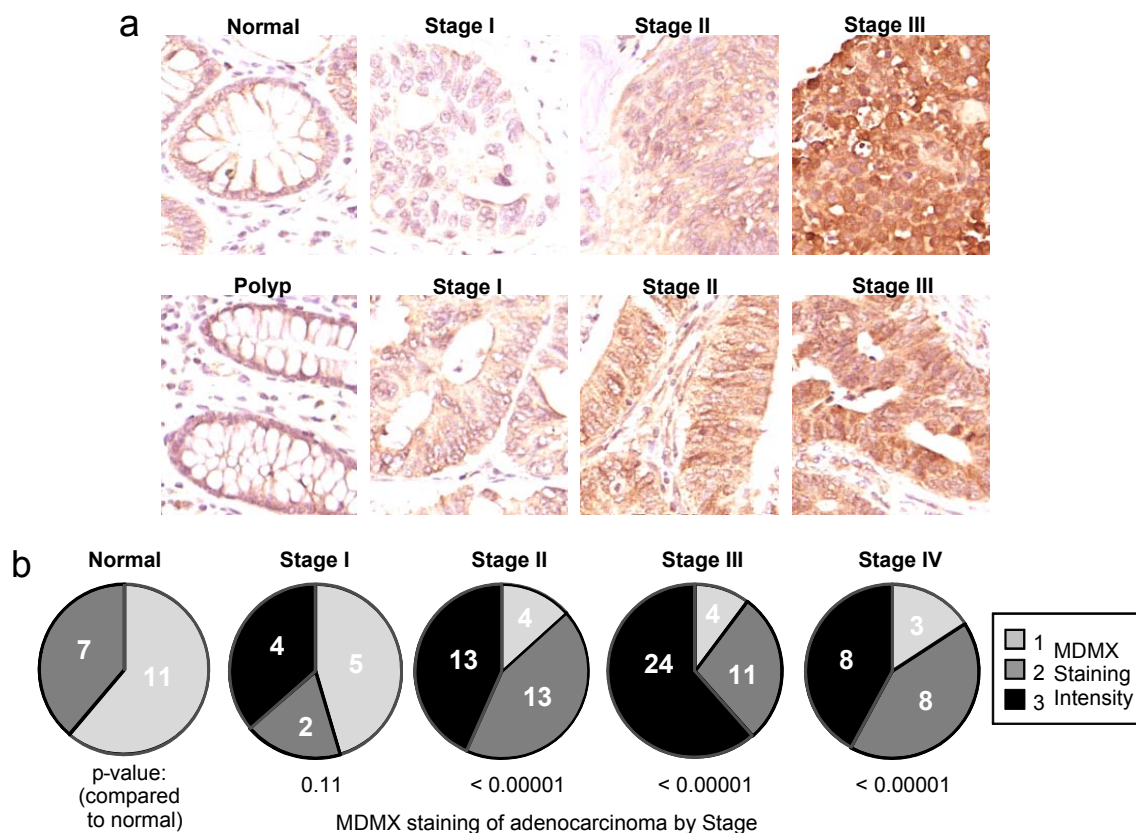 a
Normal Stage I Stage II Stage III
Polyp Stage I Stage II Stage III
b
Normal Stage I Stage II Stage III Stage IV
7 11 4 5 2 13 4 13 24 4 11 8 3 8
1 MDMX
2 Staining
3 Intensity
p-value:
(compared
to normal)
0.11 < 0.00001 < 0.00001 < 0.00001
MDMX staining of adenocarcinoma by Stage